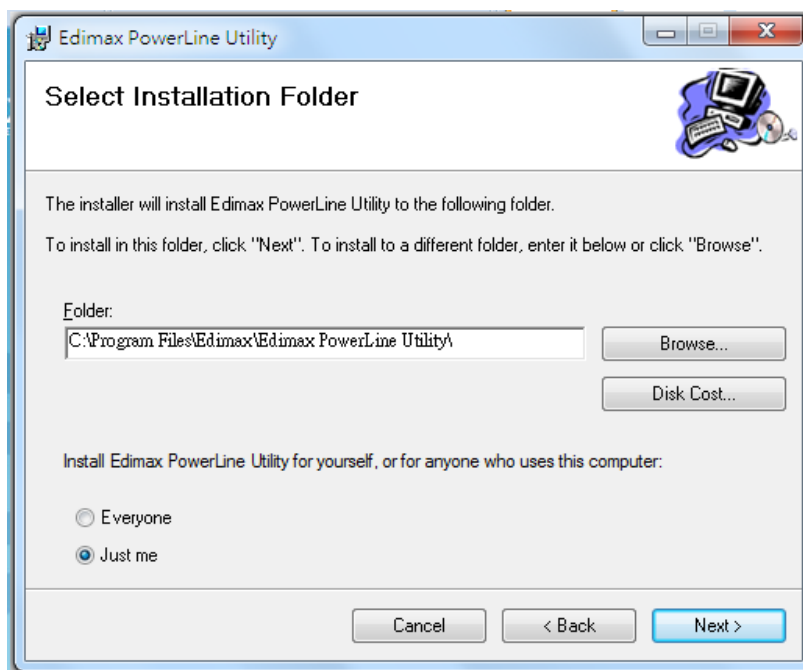 Edimax PowerLine Utility
Select Installation Folder
The installer will install Edimax PowerLine Utility to the following folder.
To install in this folder, click "Next". To install to a different folder, enter it below or click "Browse".
Folder:
C:\Program Files\Edimax\Edimax PowerLine Utility\
Browse...
Disk Cost...
Install Edimax PowerLine Utility for yourself, or for anyone who uses this computer:
Everyone
Just me
Cancel
< Back
Next >